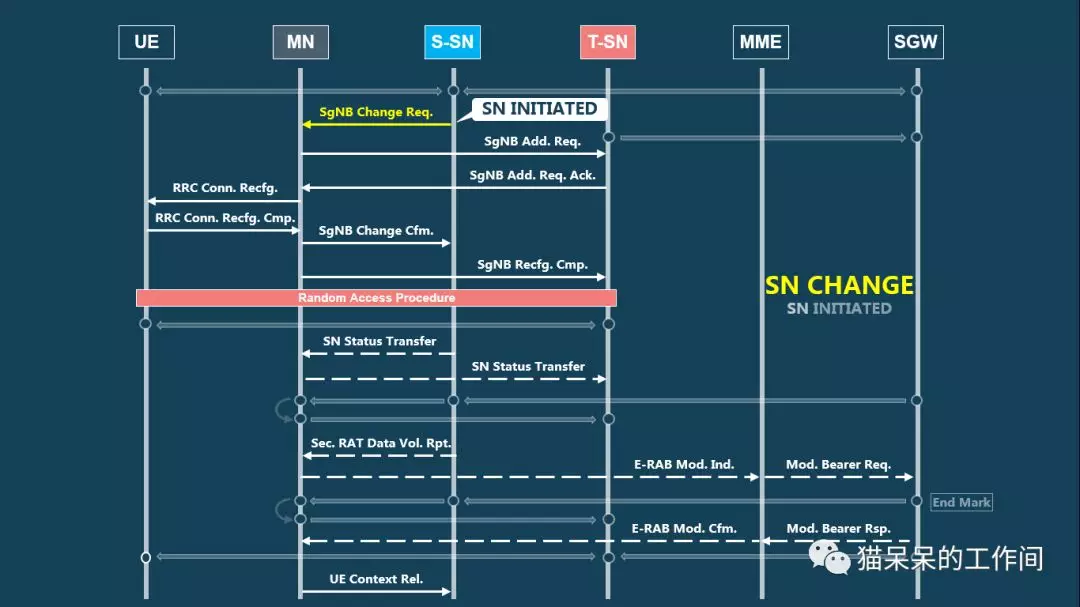 UE MN S-SN T-SN MME SGW
SN INITIATED
SgNB Change Req.
SgNB Add. Req.
SgNB Add. Req. Ack.
RRC Conn. Recfg.
RRC Conn. Recfg. Cmp.
SgNB Change Cfm.
SgNB Recfg. Cmp.
SN CHANGE
SN INITIATED
Random Access Procedure
SN Status Transfer
SN Status Transfer
Sec. RAT Data Vol. Rpt.
E-RAB Mod. Ind.
Mod. Bearer Req.
End Mark
E-RAB Mod. Cfm.
Mod. Bearer Rsp.
猫呆呆的工作间
UE Context Rel.